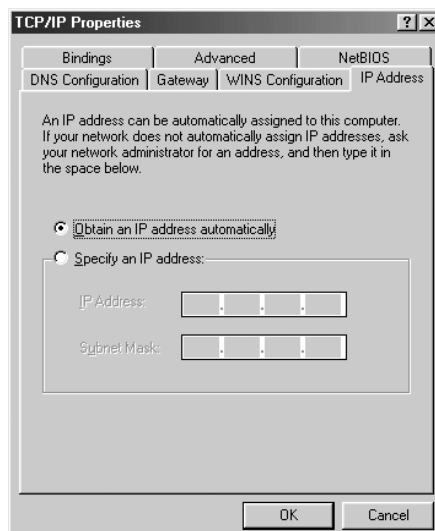 TCP/IP Properties ? ×
Bindings Advanced NetBIOS
DNS Configuration Gateway WINS Configuration IP Address
An IP address can be automatically assigned to this computer.
If your network does not automatically assign IP addresses, ask
your network administrator for an address, and then type it in
the space below.
Obtain an IP address automatically
Specify an IP address:
IP Address: . . .
Subnet Mask: . . .
OK Cancel